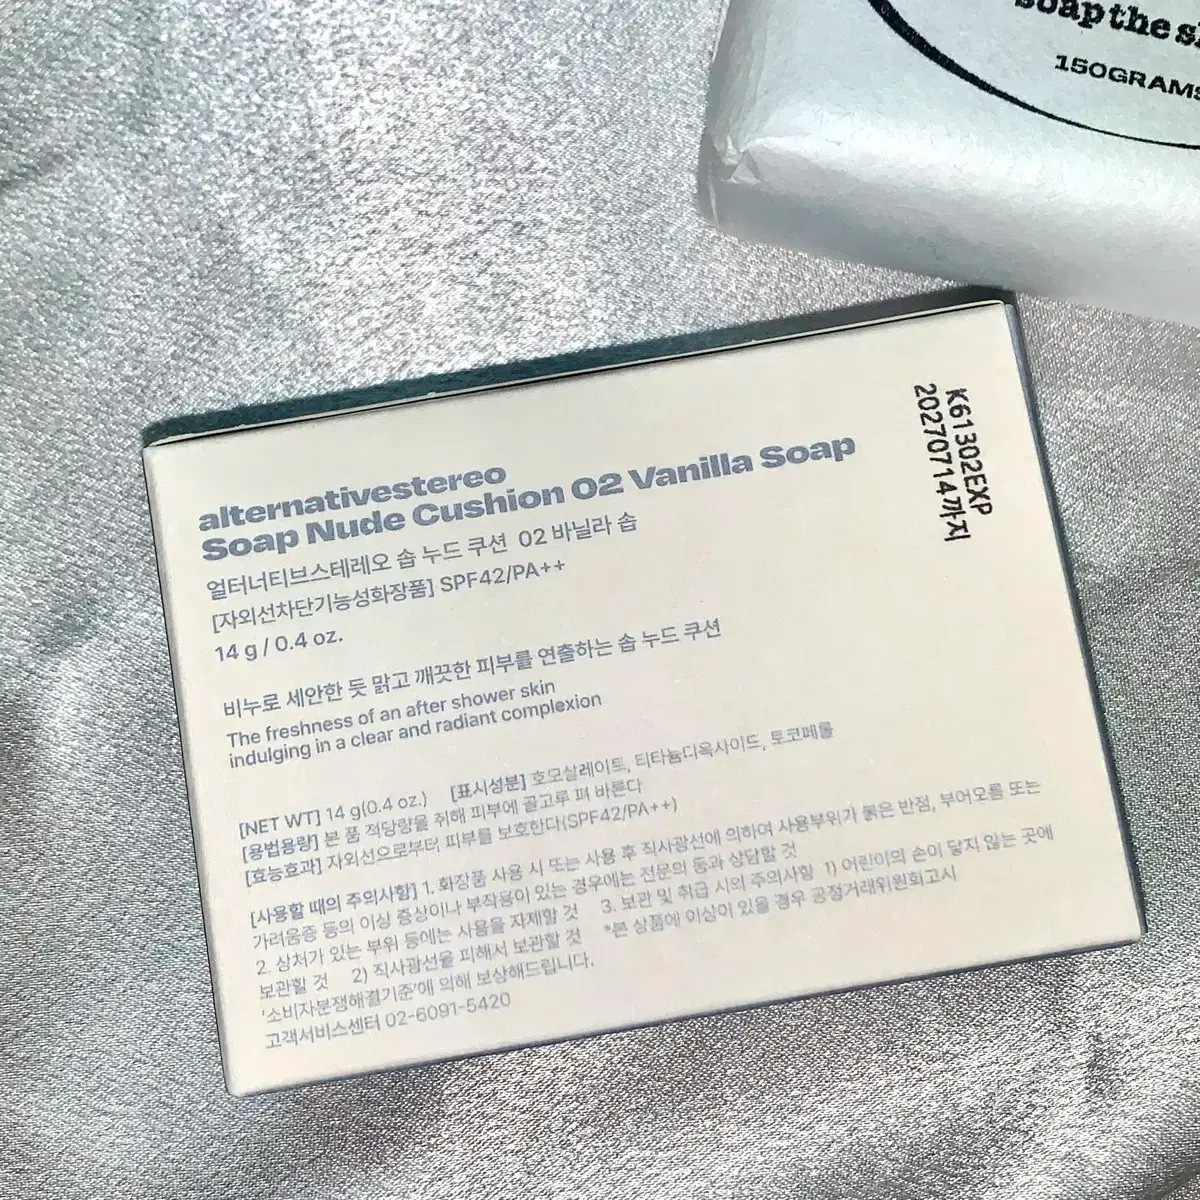 soap the
150GRAMS
K61302EXP
20270714까지
alternativestereo
Soap Nude Cushion 02 Vanilla Soap
얼터너티브스테레오 솝 누드 쿠션 02 바닐라 솝
[자외선차단기능성화장품] SPF42/PA++
14 g / 0.4 oz.
비누로 세안한 듯 맑고 깨끗한 피부를 연출하는 솝 누드 쿠션
The freshness of an after shower skin
indulging in a clear and radiant complexion
[NET WT] 14 g(0.4 oz.) [표시성분] 호모살레이트, 티타늄디옥사이드, 토코페롤
[용법용량] 본 품 적당량을 취해 피부에 골고루 펴 바른다
[효능효과] 자외선으로부터 피부를 보호한다(SPF42/PA++)
[사용할 때의 주의사항] 1. 화장품 사용 시 또는 사용 후 직사광선에 의하여 사용부위가 붉은 반점, 부어오름 또는
가려움증 등의 이상 증상이나 부작용이 있는 경우에는 전문의 등과 상담할 것
2. 상처가 있는 부위 등에는 사용을 자제할 것 3. 보관 및 취급 시의 주의사항 1) 어린이의 손이 닿지 않는 곳에
보관할 것 2) 직사광선을 피해서 보관할 것 *본 상품에 이상이 있을 경우 공정거래위원회고시
'소비자분쟁해결기준'에 의해 보상해드립니다.
고객서비스센터 02-6091-5420